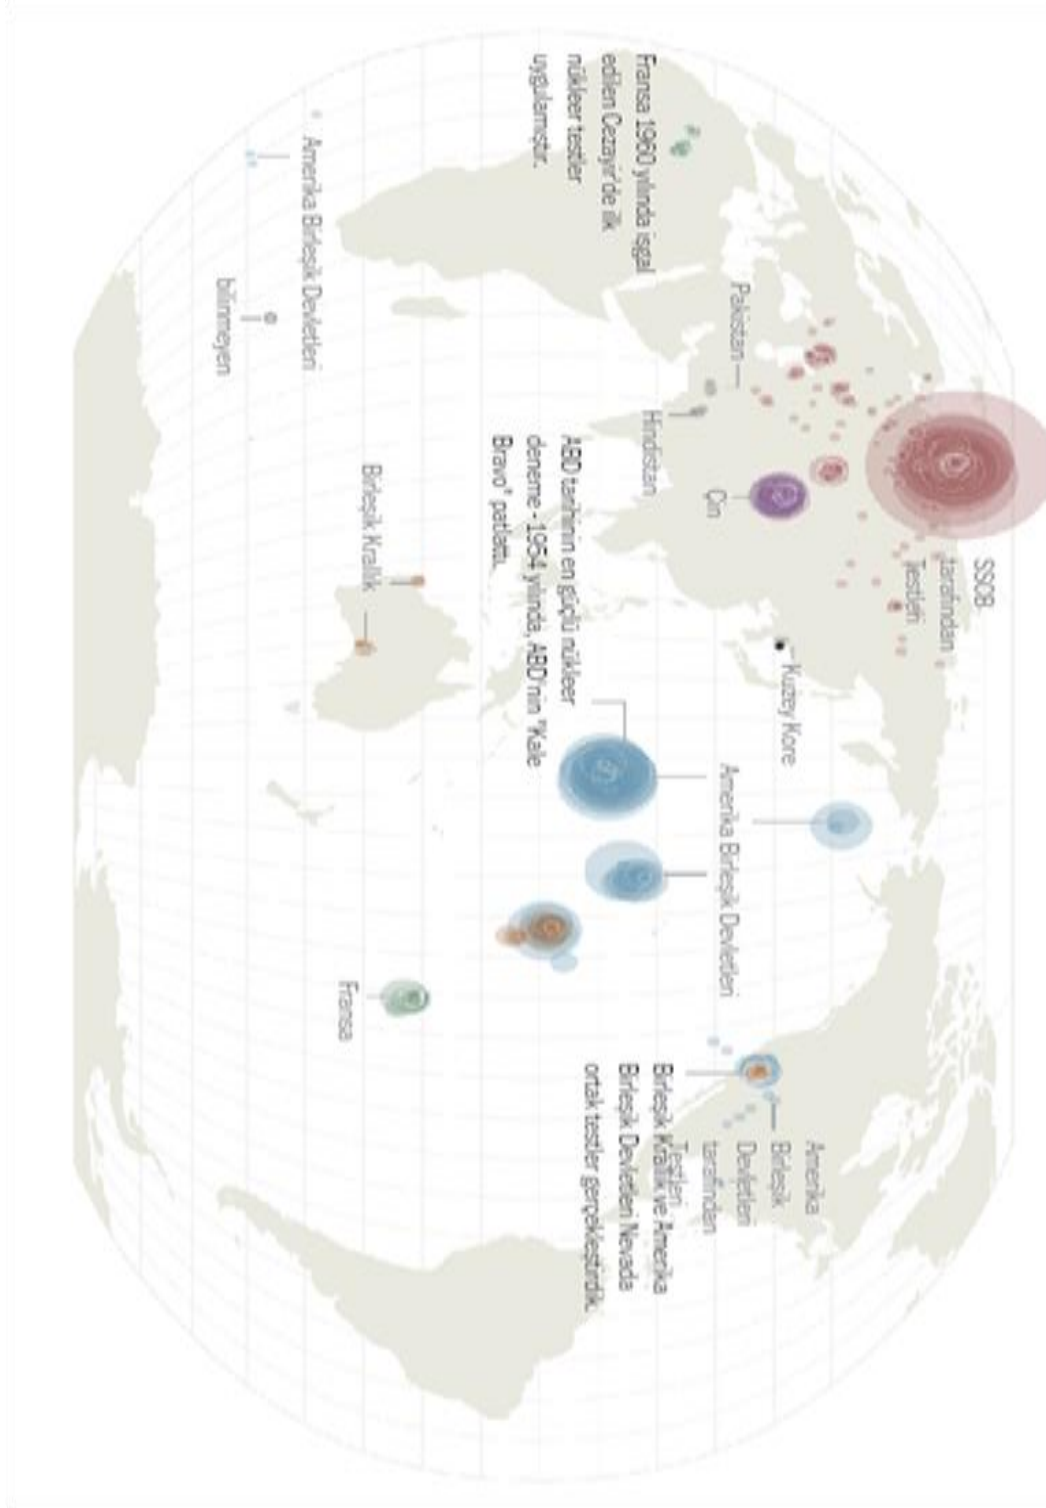 Fransa 1960 yılında işgal
edilen Cezayir'de ilk
nükleer testler
uygulamıştır.
Amerika Birleşik Devletleri
bilinmeyen
Pakistan
Hindistan
Çin
SSCB
tarafından
Testleri
Kuzey Kore
ABD tarihinin en güçlü nükleer
deneme - 1954 yılında, ABD'nin "Kale
Bravo" patlattı.
Birleşik Krallık
Amerika Birleşik Devletleri
Fransa
Amerika
Birleşik
Devletleri
tarafından
Testleri
Birleşik Krallık ve Amerika
Birleşik Devletleri Nevada
ortak testler gerçekleştirdik.